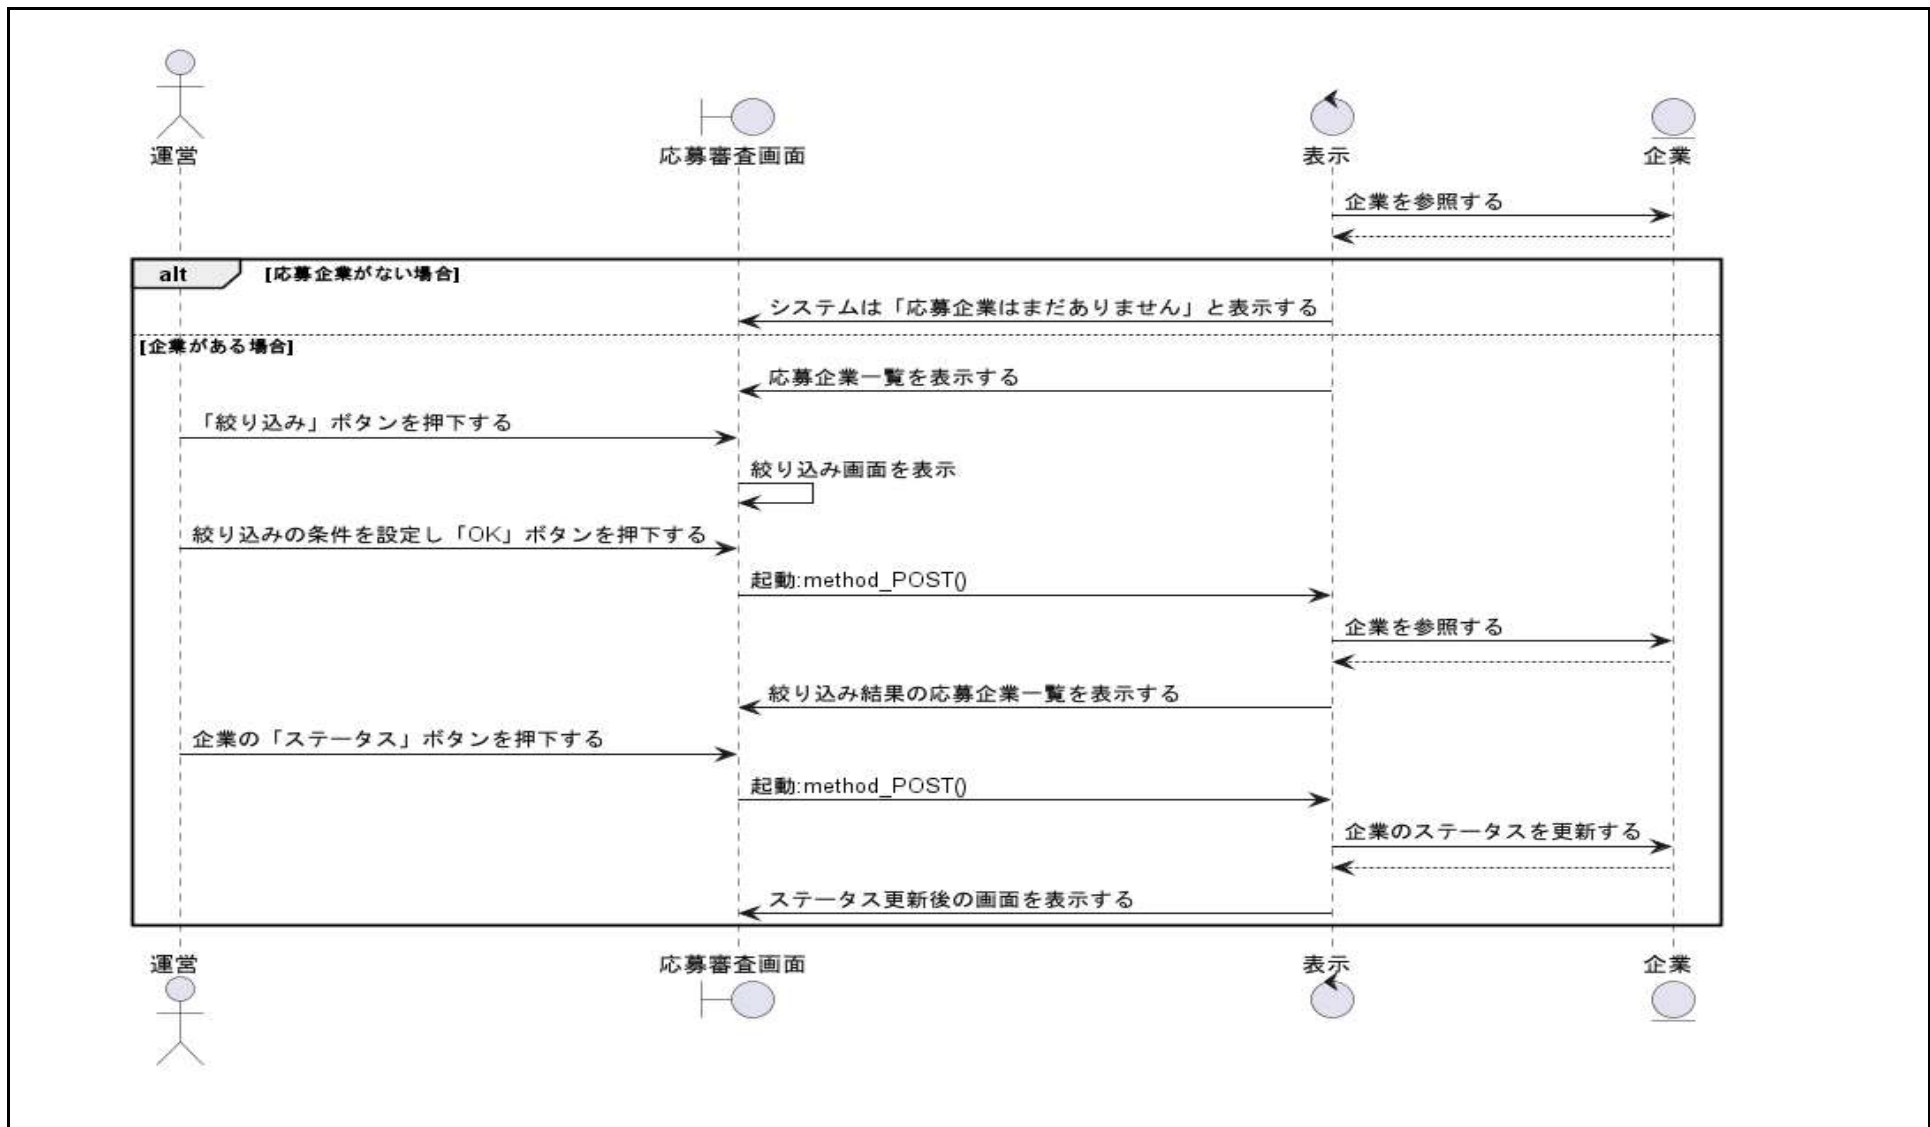 運営
応募審査画面
表示
企業
企業を参照する
alt
[応募企業がない場合]
システムは「応募企業はまだありません」と表示する
[企業がある場合]
応募企業一覧を表示する
「絞り込み」ボタンを押下する
絞り込み画面を表示
絞り込みの条件を設定し「OK」ボタンを押下する
起動:method_POST()
企業を参照する
絞り込み結果の応募企業一覧を表示する
企業の「ステータス」ボタンを押下する
起動:method_POST()
企業のステータスを更新する
ステータス更新後の画面を表示する
運営
応募審査画面
表示
企業